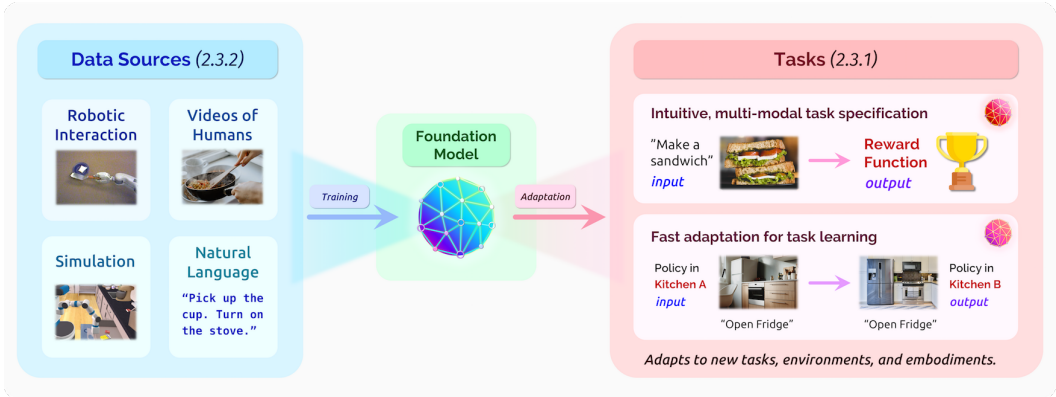 Data Sources (2.3.2)
Robotic
Interaction
Videos of
Humans
Simulation
Natural
Language
“Pick up the
cup. Turn on
the stove.”
Training
Foundation
Model
Adaptation
Tasks (2.3.1)
Intuitive, multi-modal task specification
”Make a
sandwich“
input
Reward
Function
output
Fast adaptation for task learning
Policy in
Kitchen A
input
“Open Fridge”
“Open Fridge”
Policy in
Kitchen B
output
Adapts to new tasks, environments, and embodiments.